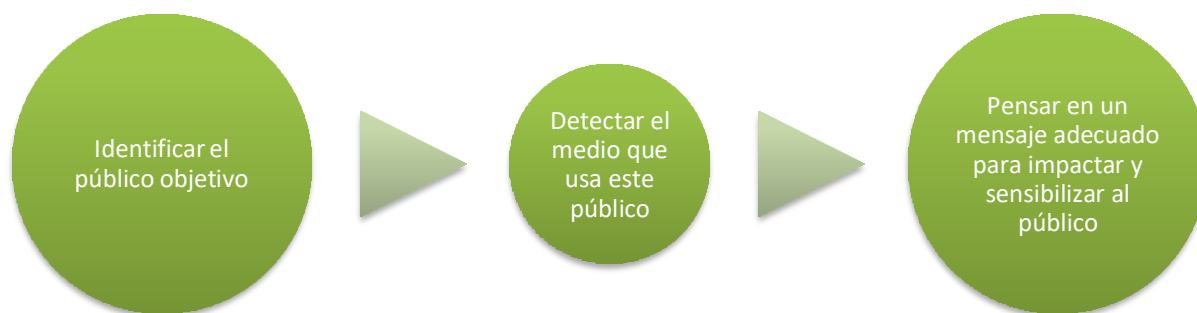 Identificar el
público objetivo
Detectar el
medio que
usa este
público
Pensar en un
mensaje adecuado
para impactar y
sensibilizar al
público